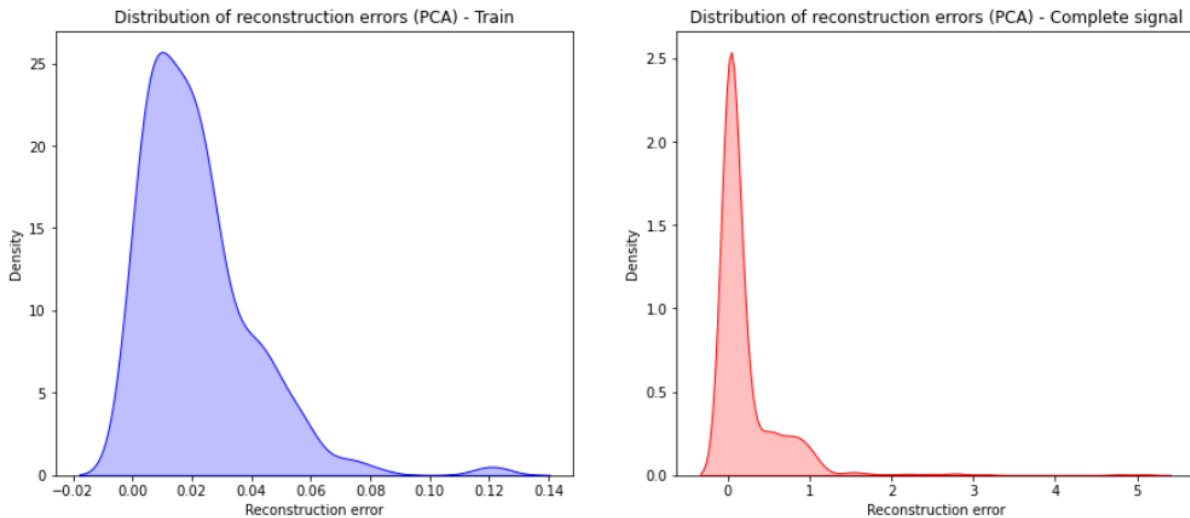 Distribution of reconstruction errors (PCA) - Train
25
20
15
10
5
0
Density
−0.02 0.00 0.02 0.04 0.06 0.08 0.10 0.12 0.14
Reconstruction error
Distribution of reconstruction errors (PCA) - Complete signal
2.5
2.0
1.5
1.0
0.5
0.0
Density
0 1 2 3 4 5
Reconstruction error